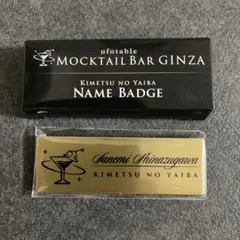 ufotable
MOCKTAIL BAR GINZA
KIMETSU NO YAIBA
NAME BADGE
Sanemi Shinazugawa
KIMETSU NO YAIBA